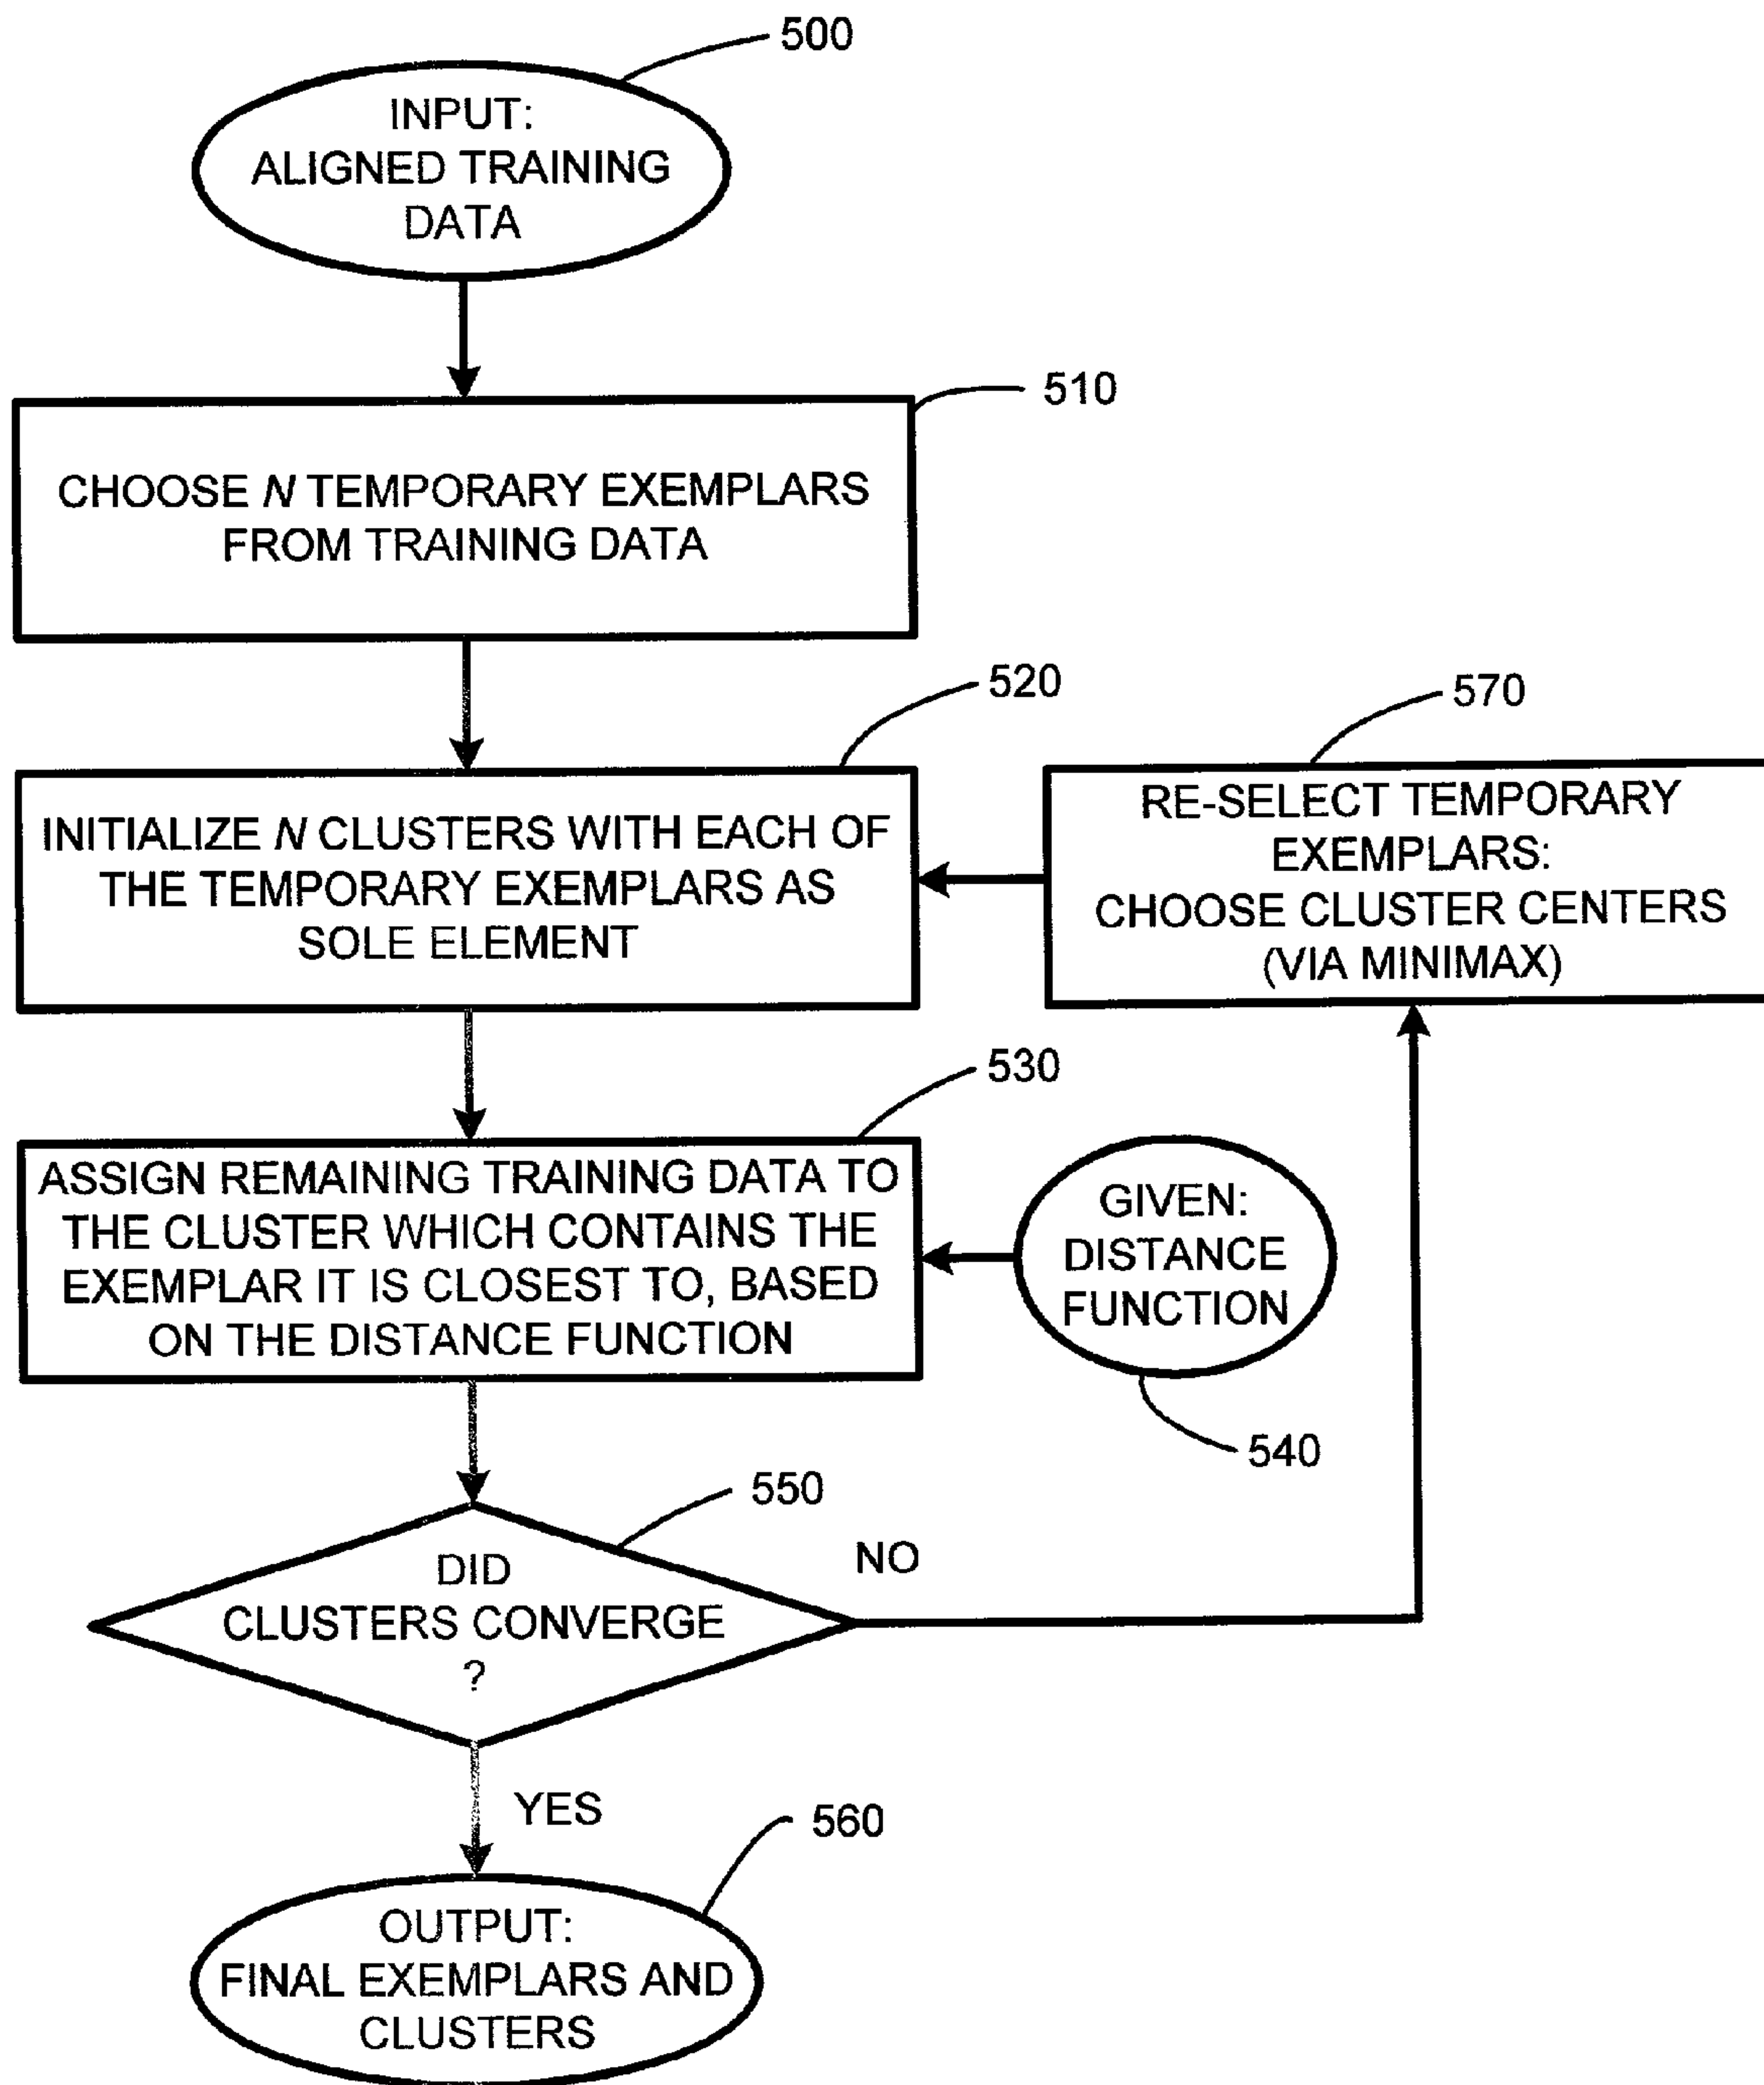 500
INPUT:
ALIGNED TRAINING
DATA
510
CHOOSE N TEMPORARY EXEMPLARS
FROM TRAINING DATA
520
INITIALIZE N CLUSTERS WITH EACH OF
THE TEMPORARY EXEMPLARS AS
SOLE ELEMENT
570
RE-SELECT TEMPORARY
EXEMPLARS:
CHOOSE CLUSTER CENTERS
(VIA MINIMAX)
530
ASSIGN REMAINING TRAINING DATA TO
THE CLUSTER WHICH CONTAINS THE
EXEMPLAR IT IS CLOSEST TO, BASED
ON THE DISTANCE FUNCTION
GIVEN:
DISTANCE
FUNCTION
540
550
DID
CLUSTERS CONVERGE
?
NO
YES
560
OUTPUT:
FINAL EXEMPLARS AND
CLUSTERS